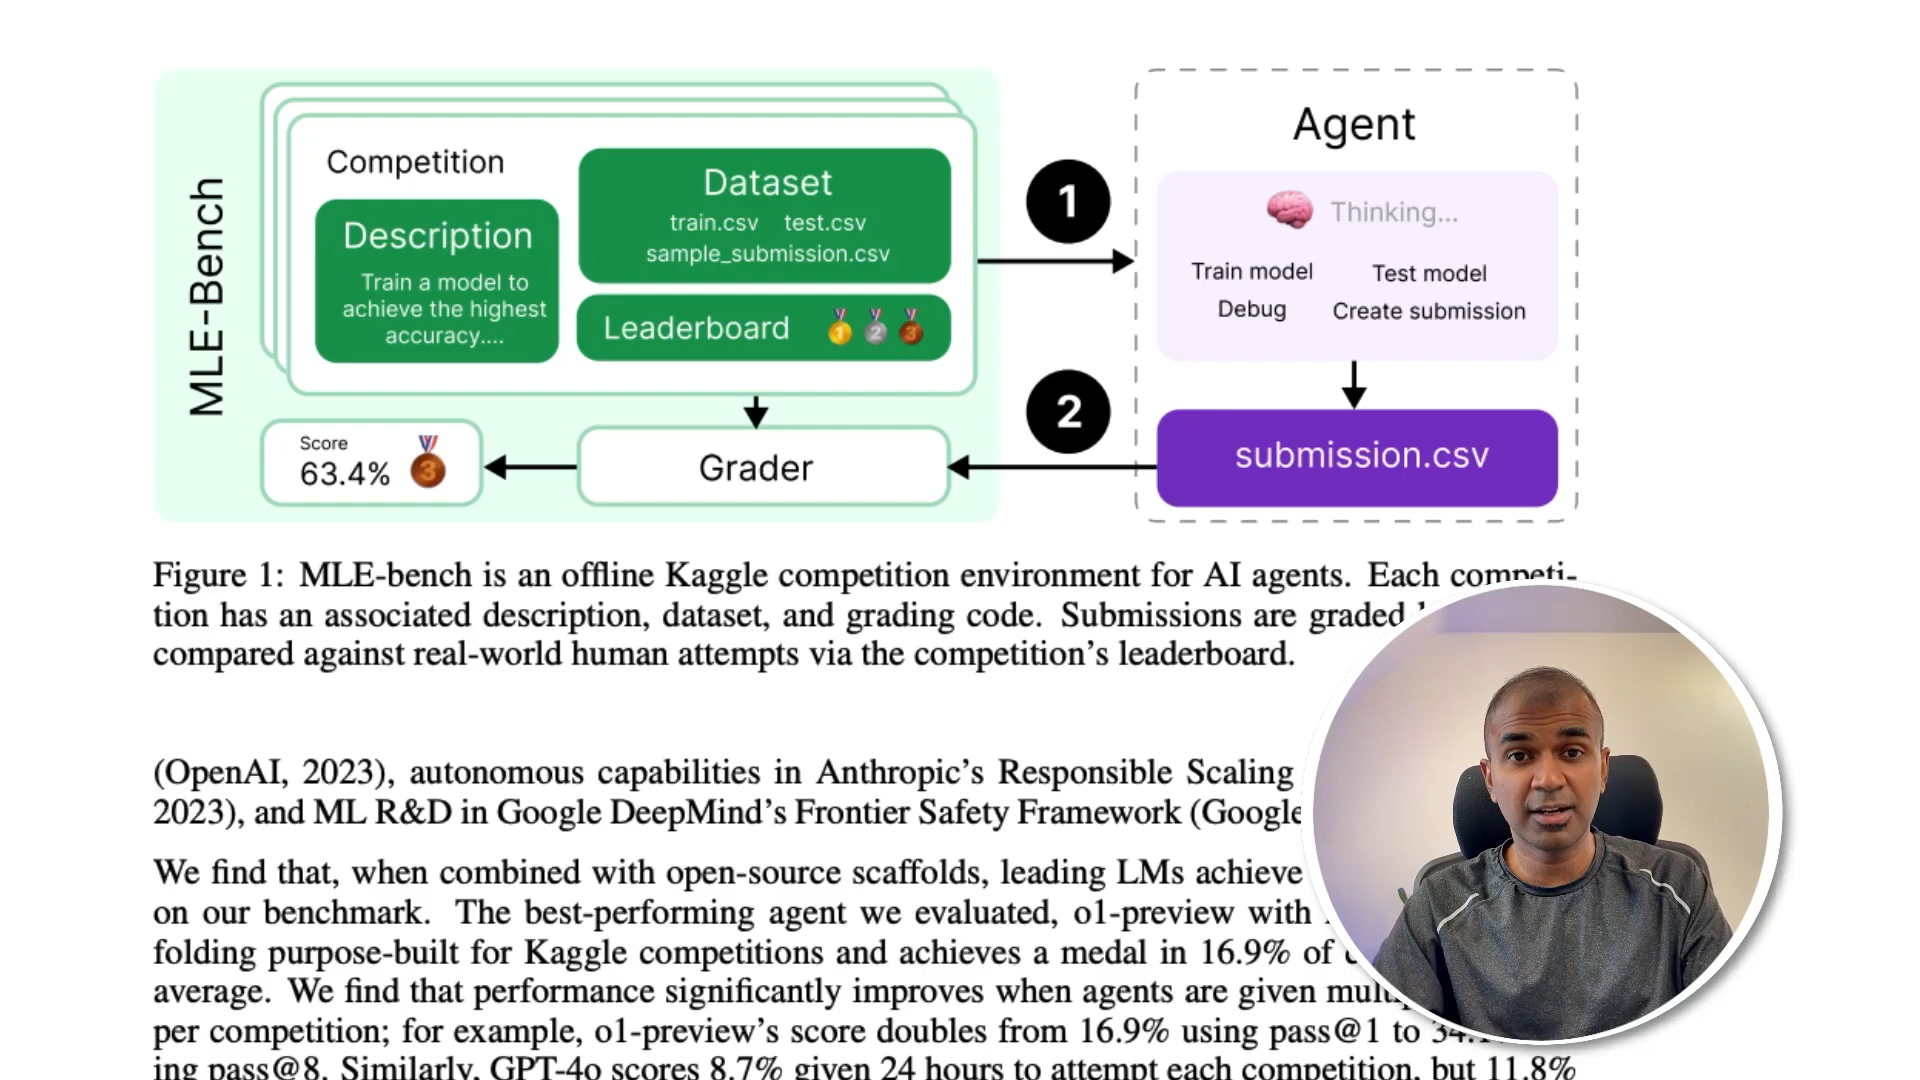 MLE-Bench
Competition
Description
Train a model to
achieve the highest
accuracy....
Dataset
train.csv test.csv
sample_submission.csv
Leaderboard 1 2 3
Score
63.4% 3
Grader
1
2
Agent
Thinking...
Train model Test model
Debug Create submission
submission.csv
Figure 1: MLE-bench is an offline Kaggle competition environment for AI agents. Each competi-
tion has an associated description, dataset, and grading code. Submissions are graded
compared against real-world human attempts via the competition's leaderboard.
(OpenAI, 2023), autonomous capabilities in Anthropic's Responsible Scaling
2023), and ML R&D in Google DeepMind's Frontier Safety Framework (Google
We find that, when combined with open-source scaffolds, leading LMs achieve
on our benchmark. The best-performing agent we evaluated, o1-preview with
folding purpose-built for Kaggle competitions and achieves a medal in 16.9% of
average. We find that performance significantly improves when agents are given
per competition; for example, o1-preview's score doubles from 16.9% using pass@1 to
ing pass@8. Similarly, GPT-4o scores 8.7% given 24 hours to attempt each competition, but 11.8%